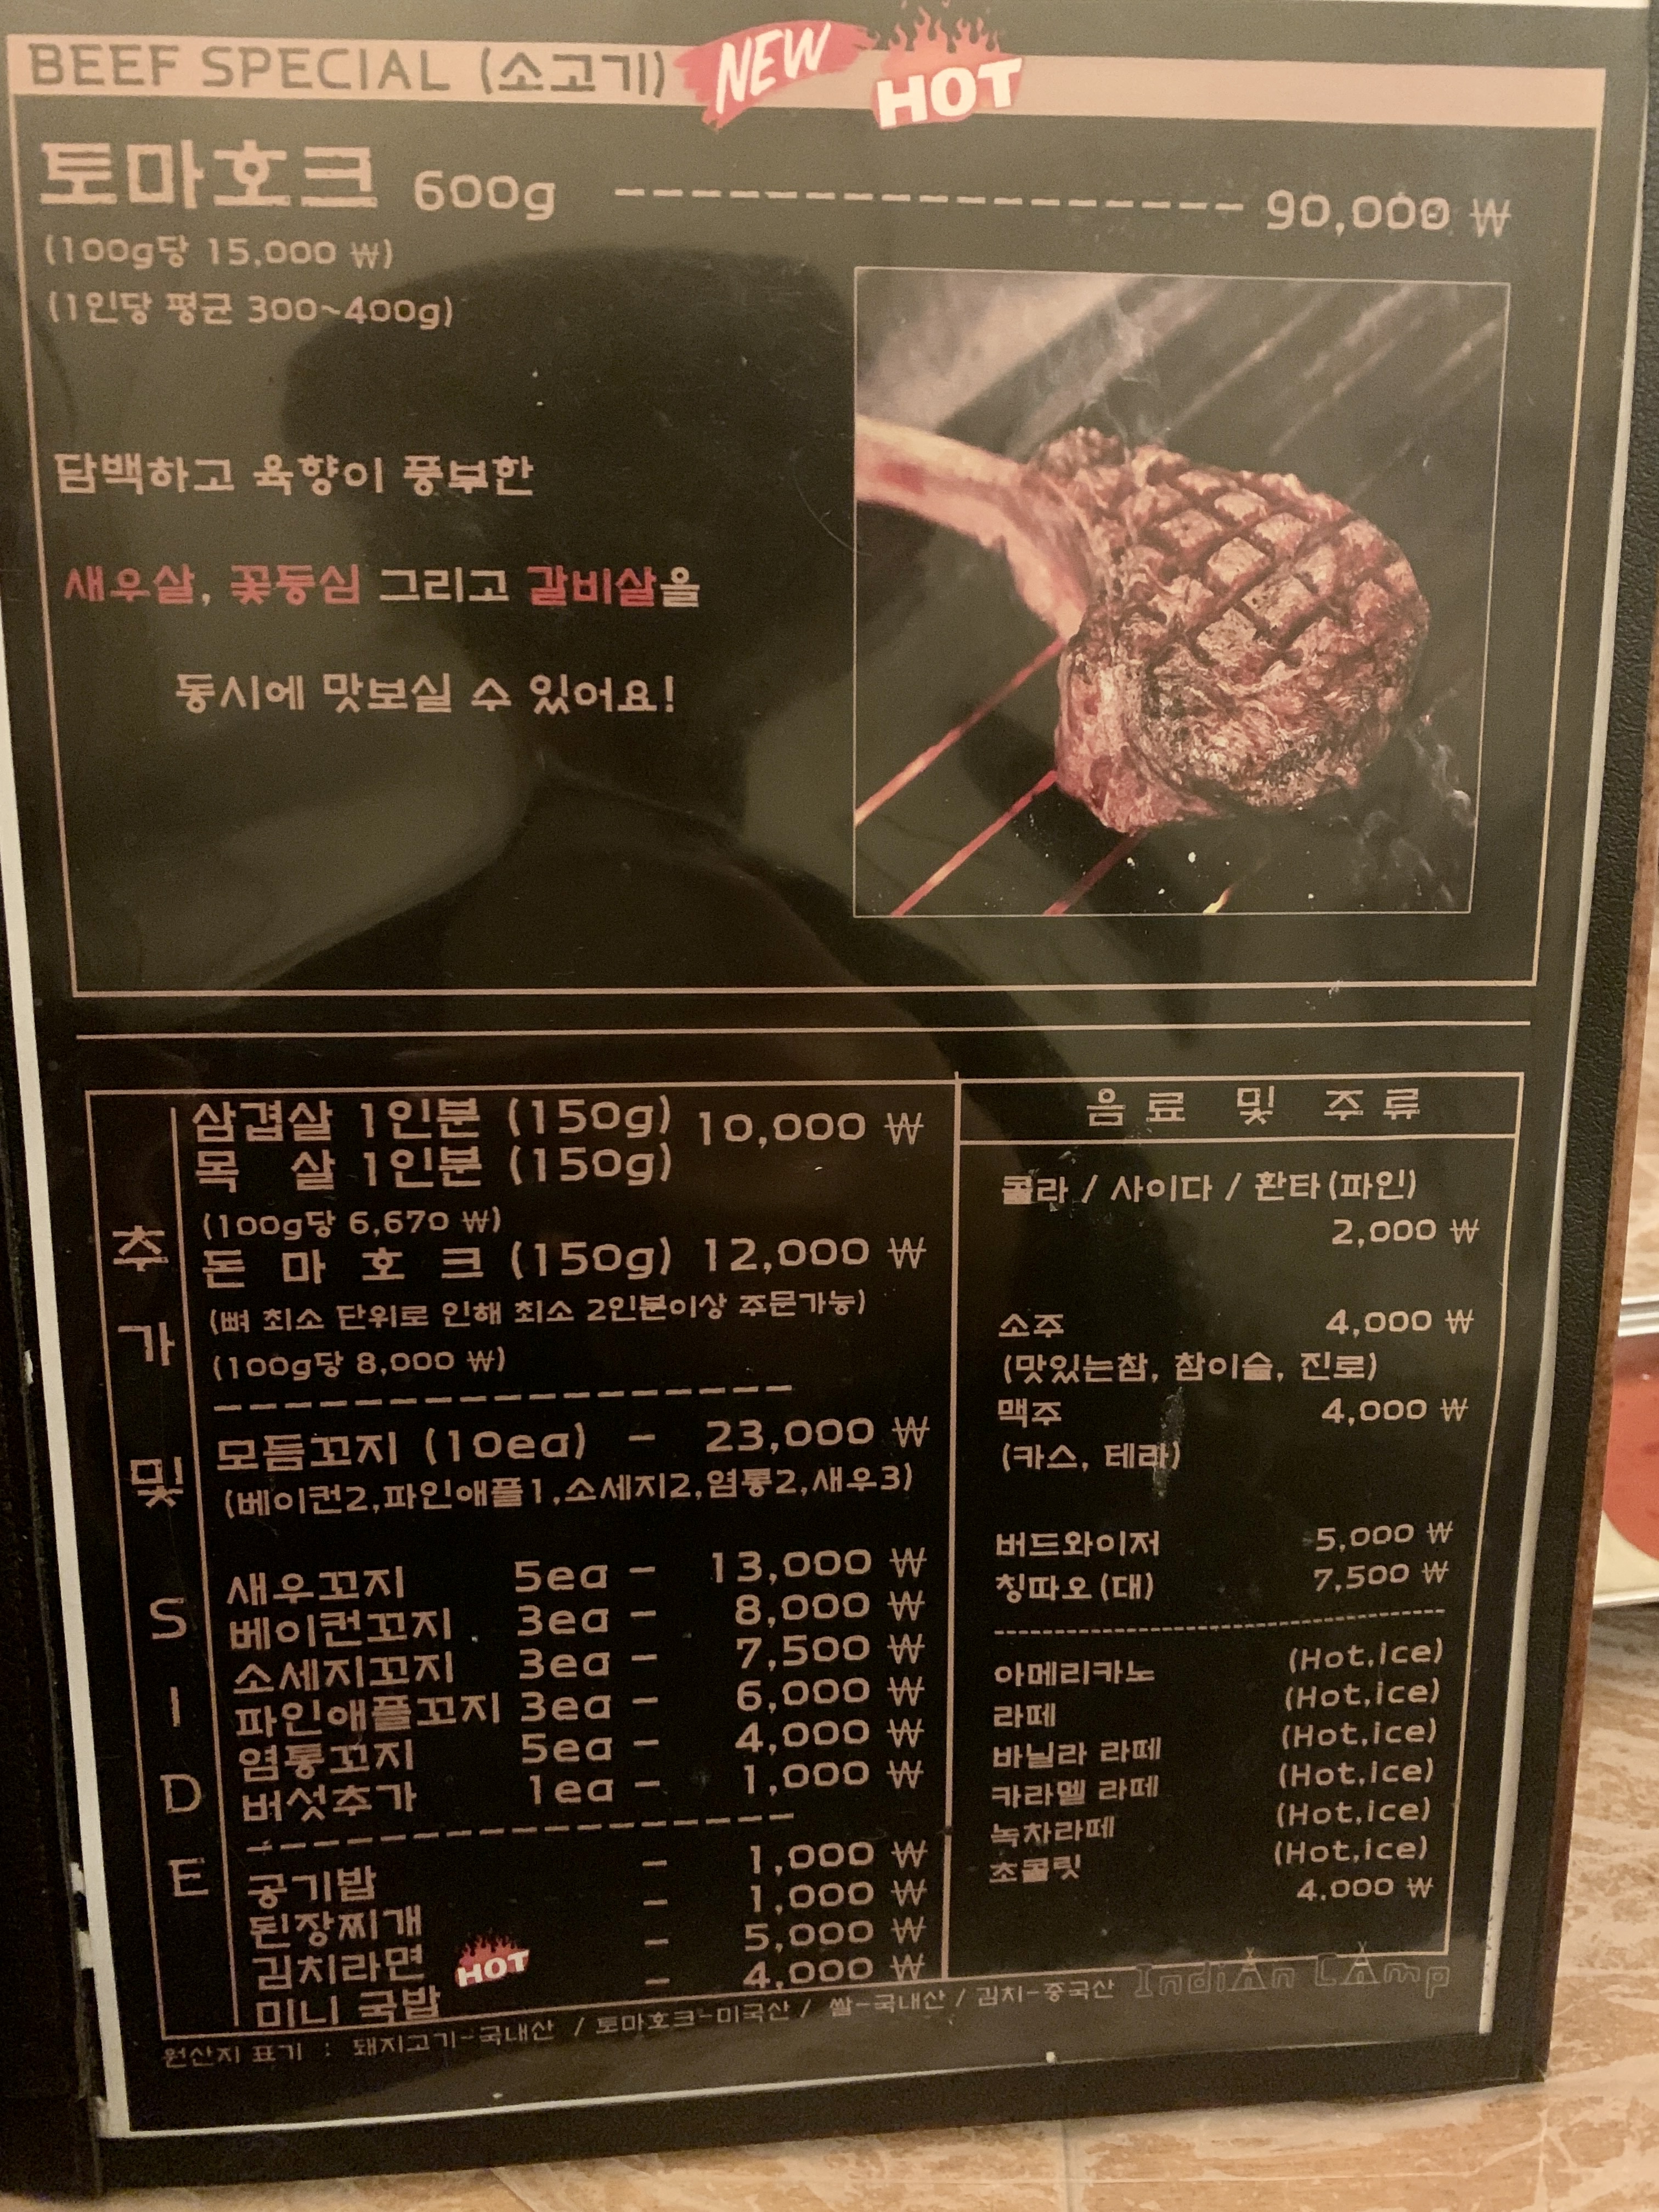 BEEF SPECIAL (소고기) NEW HOT
토마호크 600g ---------------- 90,000 ₩
(100g당 15,000 ₩)
(1인당 평균 300~400g)
담백하고 육향이 풍부한
새우살, 꽃등심 그리고 갈비살을
동시에 맛보실 수 있어요!
추가 및 SIDE
삼겹살 1인분 (150g) 10,000 ₩
목 살 1인분 (150g)
(100g당 6,670 ₩)
돈 마 호 크 (150g) 12,000 ₩
(뼈 최소 단위로 인해 최소 2인분이상 주문가능)
(100g당 8,000 ₩)
모듬꼬지 (10ea) - 23,000 ₩
(베이컨2,파인애플1,소세지2,염통2,새우3)
새우꼬지 5ea - 13,000 ₩
베이컨꼬지 3ea - 8,000 ₩
소세지꼬지 3ea - 7,500 ₩
파인애플꼬지 3ea - 6,000 ₩
염통꼬지 5ea - 4,000 ₩
버섯추가 1ea - 1,000 ₩
공기밥 - 1,000 ₩
된장찌개 - 1,000 ₩
김치라면 HOT - 5,000 ₩
미니 국밥 - 4,000 ₩
음료 및 주류
콜라 / 사이다 / 환타(파인)
2,000 ₩
소주 4,000 ₩
(맛있는참, 참이슬, 진로)
맥주 4,000 ₩
(카스, 테라)
버드와이저 5,000 ₩
칭따오(대) 7,500 ₩
아메리카노 (Hot,ice)
라떼 (Hot,ice)
바닐라 라떼 (Hot,ice)
카라멜 라떼 (Hot,ice)
녹차라떼 (Hot,ice)
초콜릿 (Hot,ice)
4,000 ₩
Indian Camp
원산지 표기 : 돼지고기-국내산 / 토마호크-미국산 / 쌀-국내산 / 김치-중국산